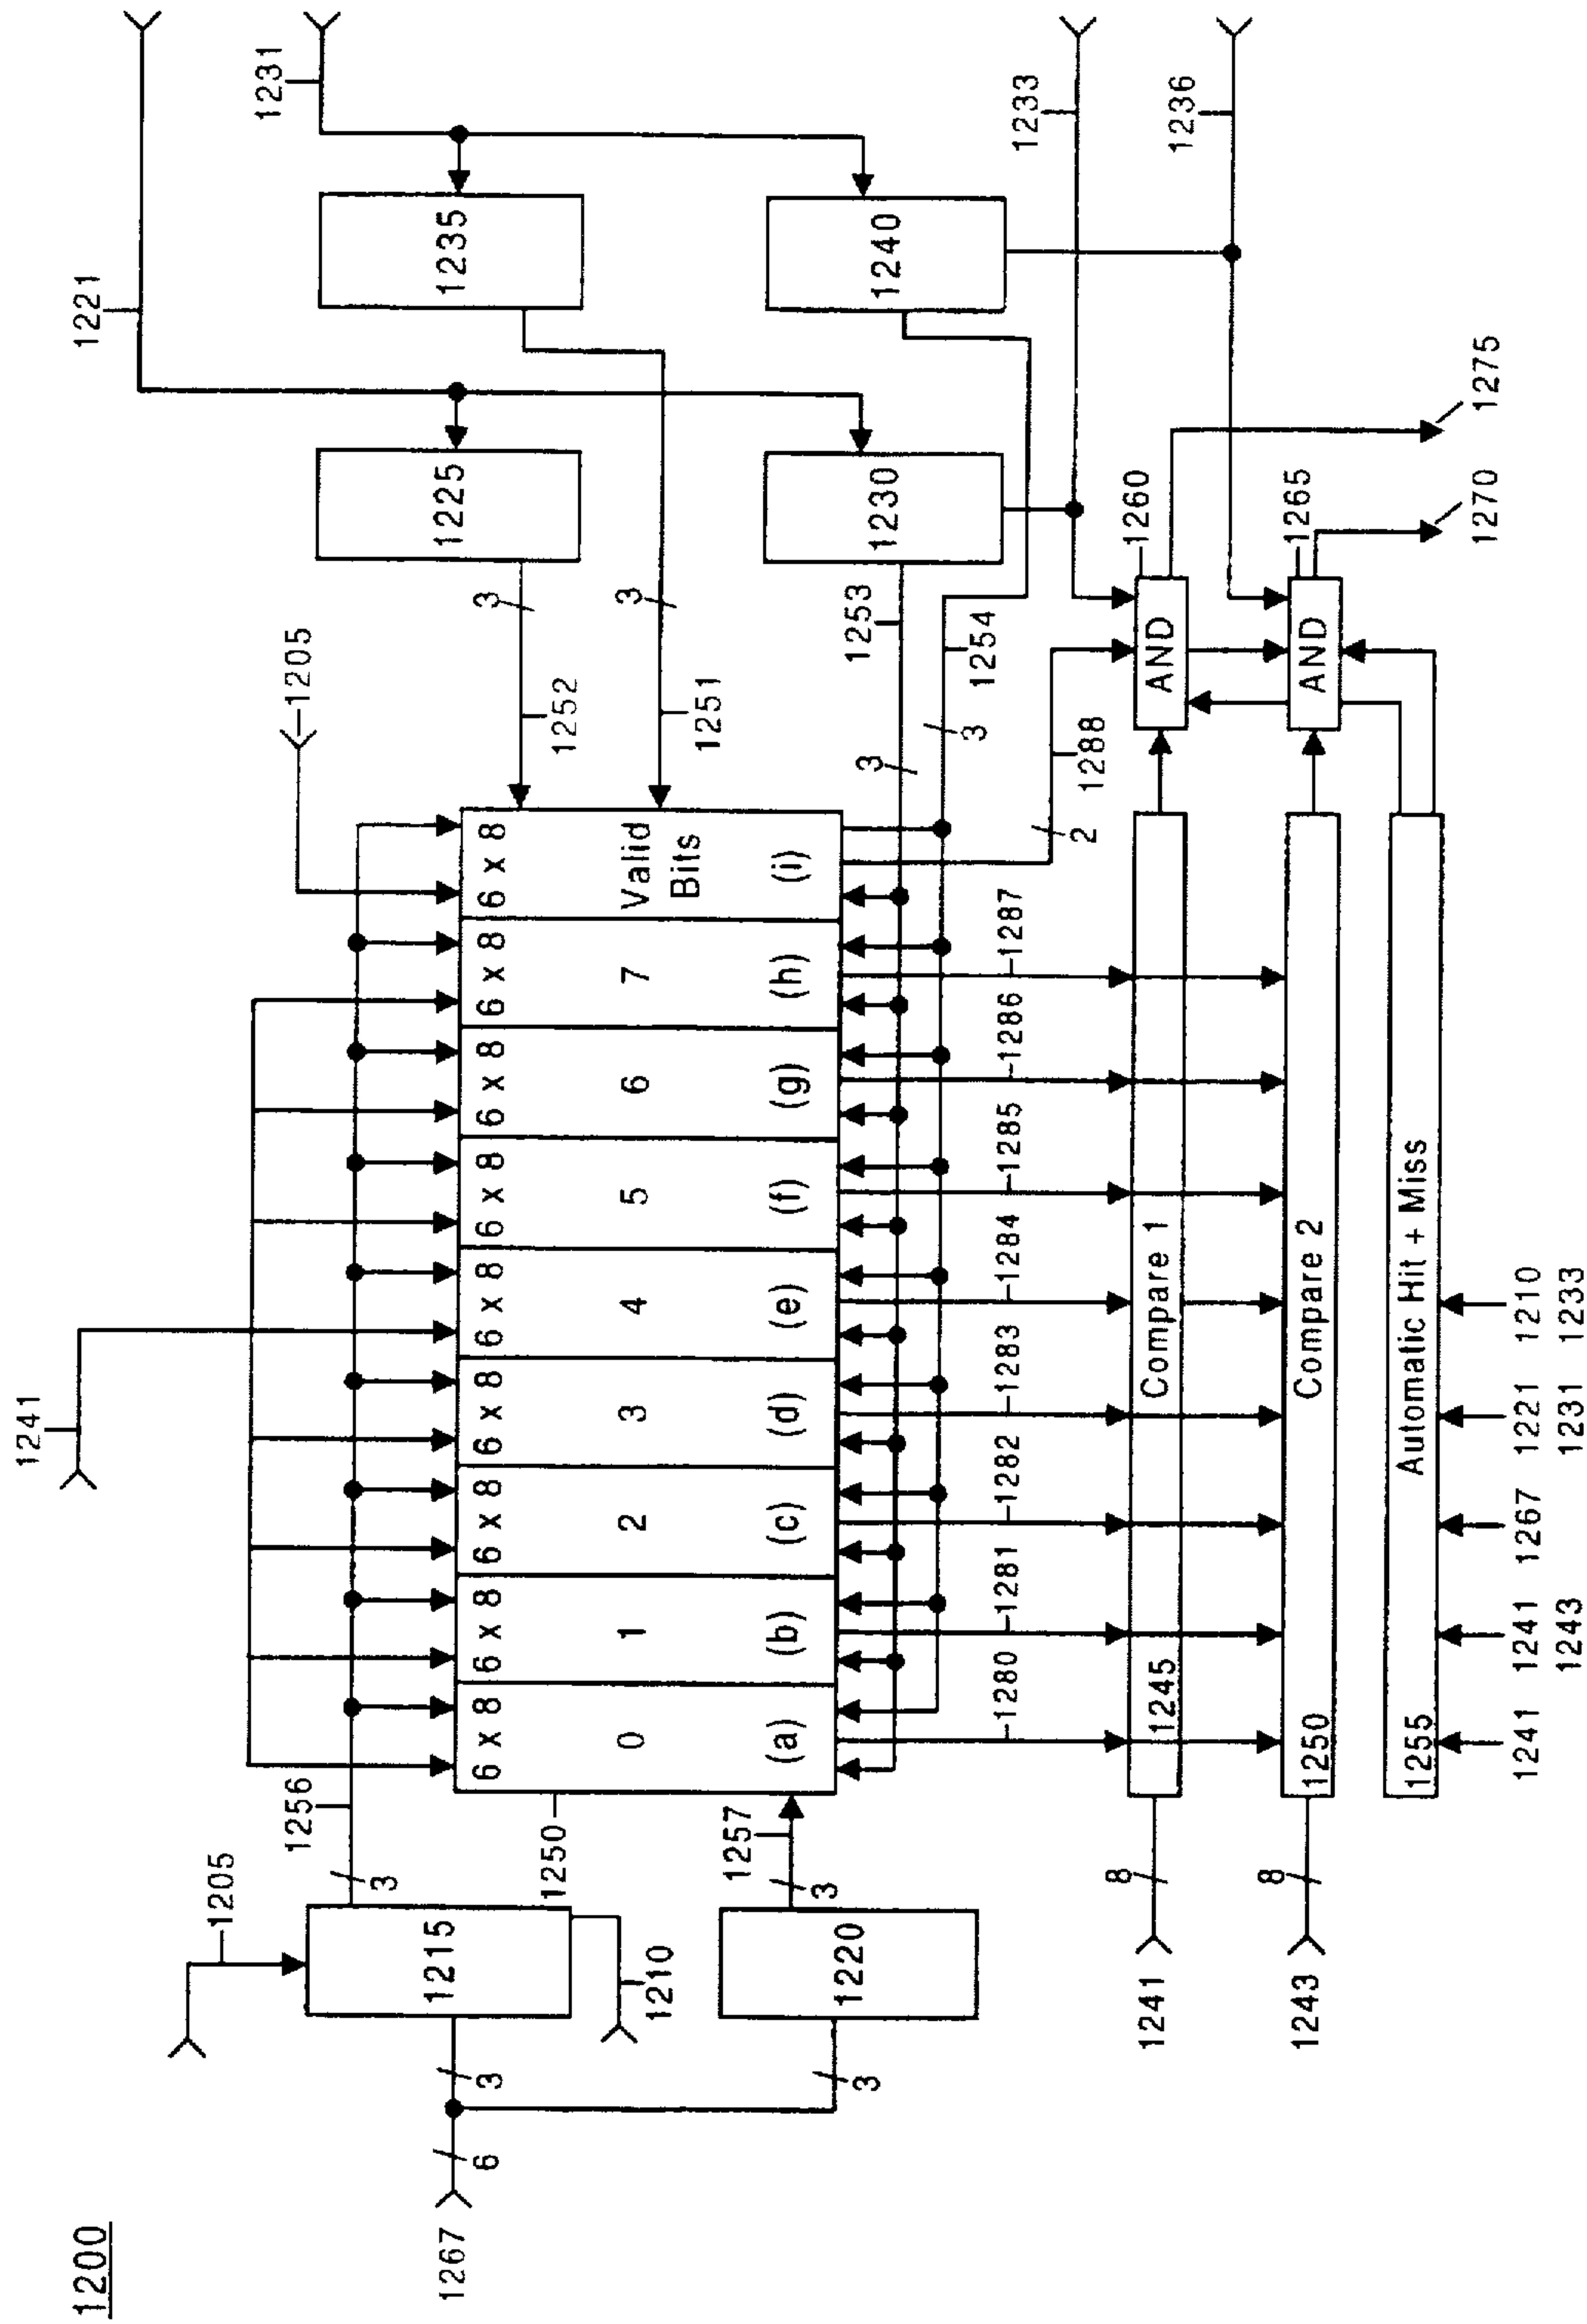 1200
1267
6
3
3
1205
1215
1210
1220
1256
3
1257
3
1250
1241
1205
6 x 8
6 x 8
6 x 8
6 x 8
6 x 8
6 x 8
6 x 8
6 x 8
6 x 8
0
1
2
3
4
5
6
7
Valid
Bits
(a)
(b)
(c)
(d)
(e)
(f)
(g)
(h)
(i)
1221
1231
1225
1235
3
3
1252
1251
1230
1240
1253
1254
3
3
1233
1236
1280
1281
1282
1283
1284
1285
1286
1287
1288
2
1241
8
1245
Compare 1
AND
1260
1275
1243
8
1250
Compare 2
AND
1265
1270
1255
Automatic Hit + Miss
1241
1241
1267
1221
1210
1243
1231
1233